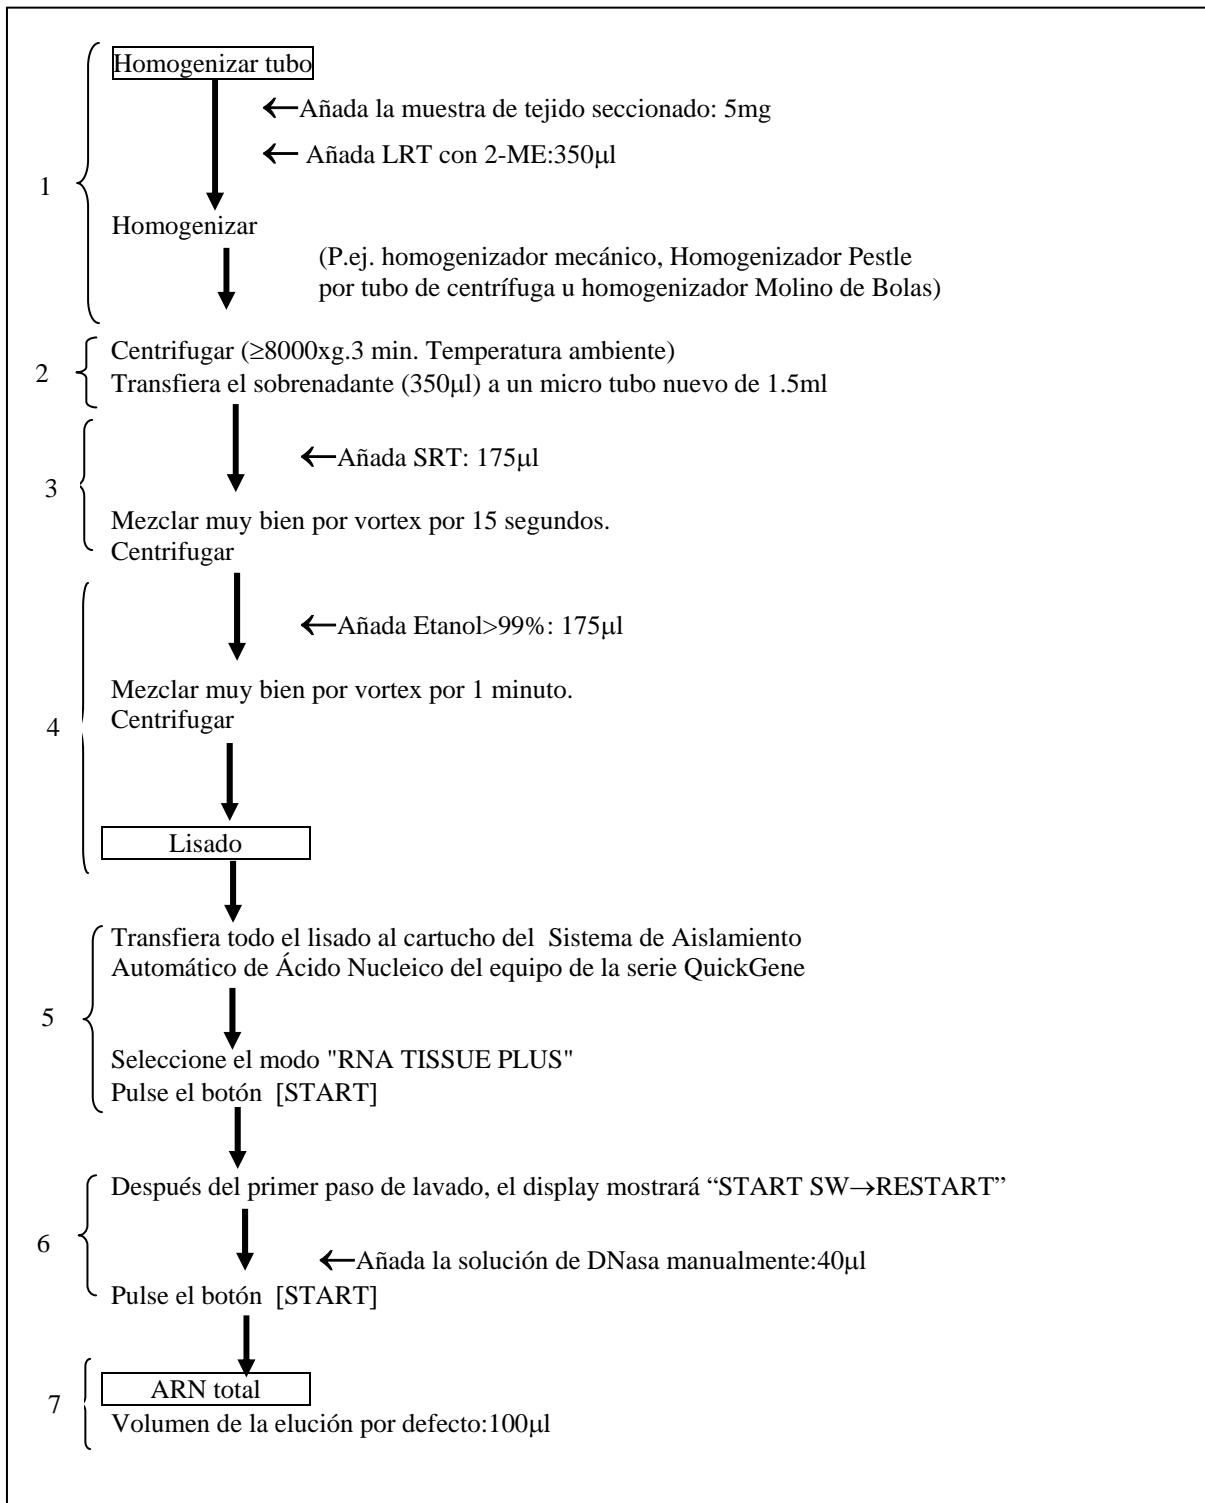 Homogenizar tubo
←Añada la muestra de tejido seccionado: 5mg
← Añada LRT con 2-ME:350μl
1
Homogenizar
(P.ej. homogenizador mecánico, Homogenizador Pestle
por tubo de centrífuga u homogenizador Molino de Bolas)
Centrifugar (≥8000xg.3 min. Temperatura ambiente)
2
Transfiera el sobrenadante (350μl) a un micro tubo nuevo de 1.5ml
←Añada SRT: 175μl
3
Mezclar muy bien por vortex por 15 segundos.
Centrifugar
←Añada Etanol>99%: 175μl
Mezclar muy bien por vortex por 1 minuto.
Centrifugar
4
Lisado
Transfiera todo el lisado al cartucho del  Sistema de Aislamiento
Automático de Ácido Nucleico del equipo de la serie QuickGene
5
Seleccione el modo "RNA TISSUE PLUS"
Pulse el botón  [START]
Después del primer paso de lavado, el display mostrará “START SW→RESTART”
6
←Añada la solución de DNasa manualmente:40μl
Pulse el botón  [START]
ARN total
7
Volumen de la elución por defecto:100μl